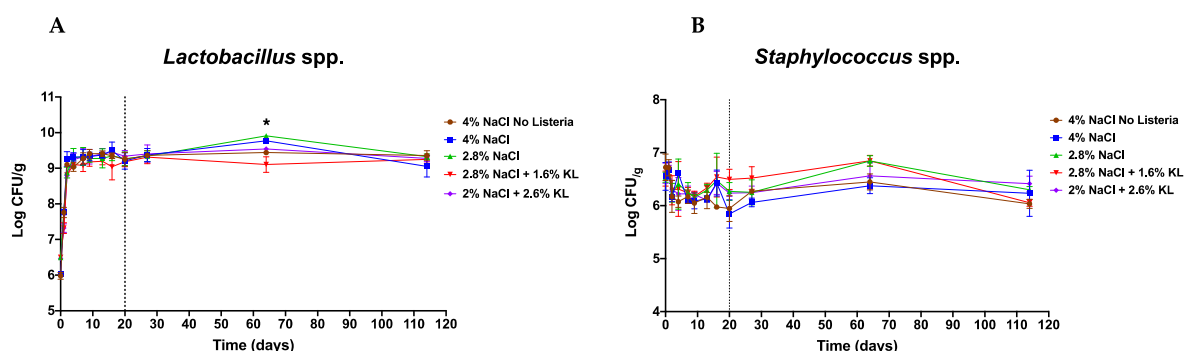 A
Lactobacillus spp.
11
10
9
8
7
6
5
Log CFU/g
*
0 10 20 30 40 50 60 70 80 90 100 110 120
Time (days)
4% NaCl No Listeria
4% NaCl
2.8% NaCl
2.8% NaCl + 1.6% KL
2% NaCl + 2.6% KL
B
Staphylococcus spp.
8
7
6
5
4
Log CFU/g
0 10 20 30 40 50 60 70 80 90 100 110 120
Time (days)
4% NaCl No Listeria
4% NaCl
2.8% NaCl
2.8% NaCl + 1.6% KL
2% NaCl + 2.6% KL